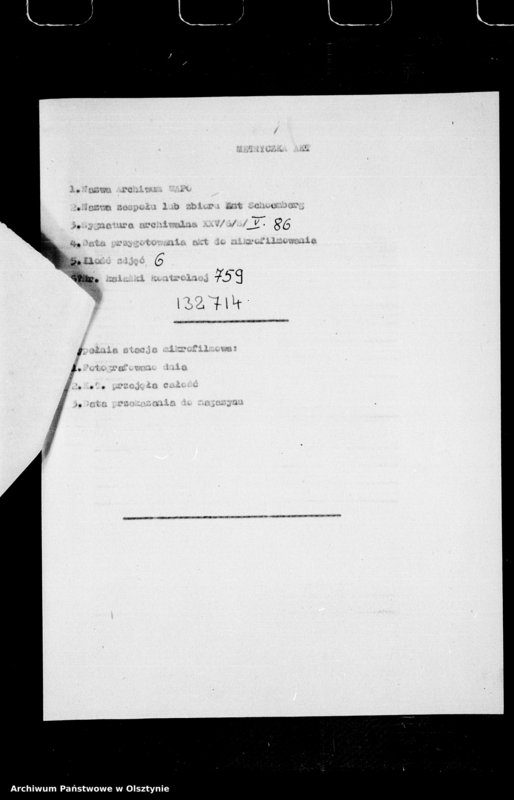 METRYCZKA AKT
1.Nazwa Archiwum WAPO
2.Nazwa zespołu lub zbioru Amt Schoenberg
3.Sygnatura archiwalna XXV/6/ V. 86
4.Data przygotowania akt do mikrofilmowania
5.Ilość zdjęć 6
Nr. książki kontrolnej 759
132714
pełnia stacja mikrofilmowa:
1.Fotografowano dnia
2.K.T. przejęła całość
3.Data przekazania do magazynu
Archiwum Państwowe w Olsztynie